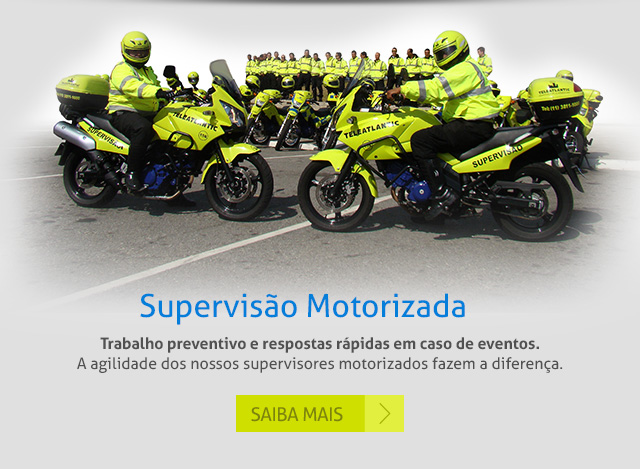 TELEATLANTIC
TELEATLANTIC
TELEATLANTIC
SUPERVISÃO
Supervisão Motorizada
Trabalho preventivo e respostas rápidas em caso de eventos.
A agilidade dos nossos supervisores motorizados fazem a diferença.
SAIBA MAIS